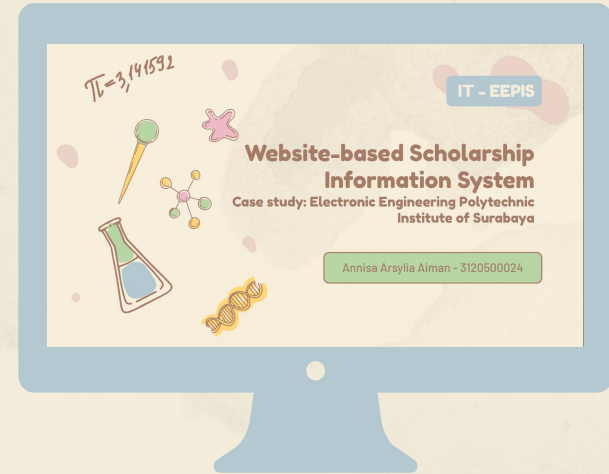 π=3,141592
IT - EEPIS
Website-based Scholarship
Information System
Case study: Electronic Engineering Polytechnic
Institute of Surabaya
Annisa Arsylia Aiman - 3120500024